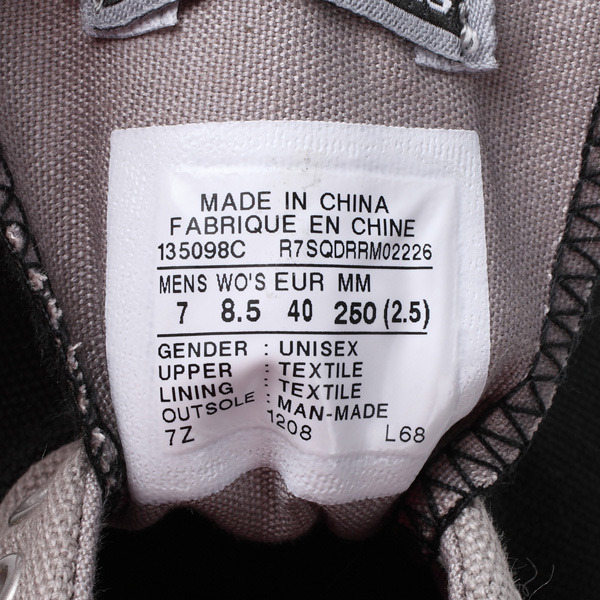 MADE IN CHINA
FABRIQUE EN CHINE
135098C R7SQDRRM02226
MENS WO'S EUR MM
7 8.5 40 250 (2.5)
GENDER : UNISEX
UPPER : TEXTILE
LINING : TEXTILE
OUTSOLE : MAN-MADE
7Z 1208 L68